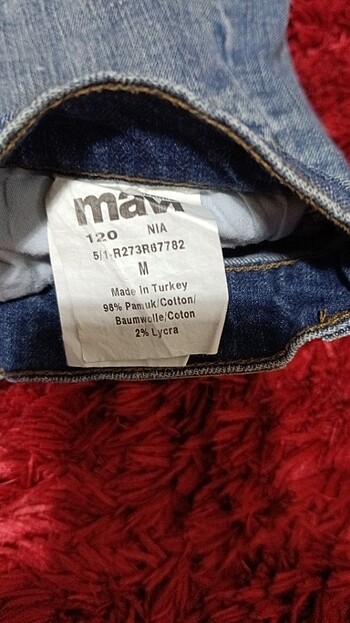 mavi
120 NIA
5/1-R273R67782
M
Made in Turkey
98% Pamuk/Cotton/
Baumwolle/Coton
2% Lycra